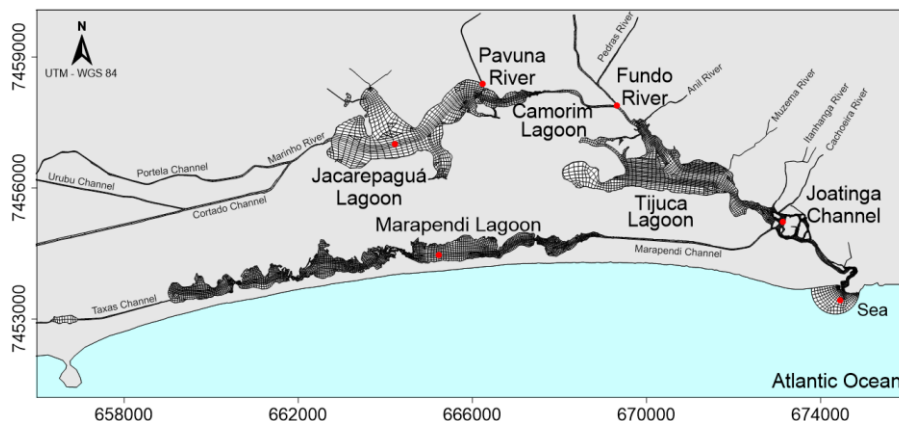 N
UTM - WGS 84
7459000
7456000
7453000
Pavuna
River
Pedras River
Fundo
River
Anil River
Muzema River
Itanhanga River
Cachoeira River
Camorim
Lagoon
Portela Channel
Marinho River
Urubu Channel
Cortado Channel
Jacarepaguá
Lagoon
Tijuca
Lagoon
Joatinga
Channel
Marapendi Lagoon
Marapendi Channel
Taxas Channel
Sea
Atlantic Ocean
658000
662000
666000
670000
674000